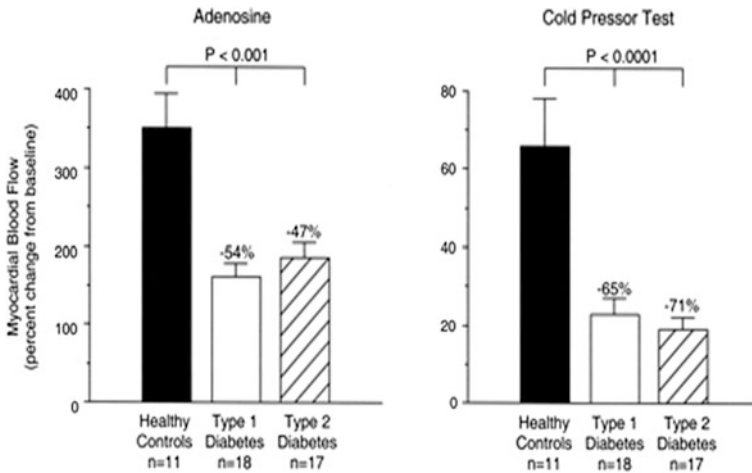 Adenosine
P < 0.001
Myocardial Blood Flow
(percent change from baseline)
400
300
200
100
0
-54%
-47%
Healthy
Controls
n=11
Type 1
Diabetes
n=18
Type 2
Diabetes
n=17
Cold Pressor Test
P < 0.0001
80
60
40
20
0
-65%
-71%
Healthy
Controls
n=11
Type 1
Diabetes
n=18
Type 2
Diabetes
n=17